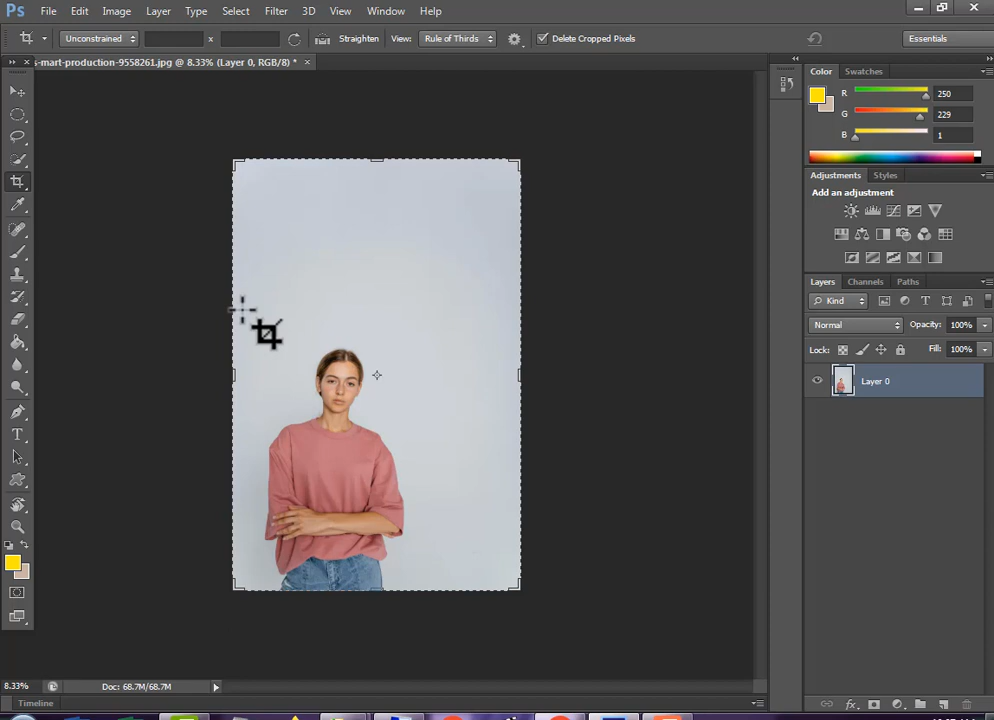 Ps File Edit Image Layer Type Select Filter 3D View Window Help
Unconstrained x Straighten View: Rule of Thirds Delete Cropped Pixels Essentials
s-mart-production-9558261.jpg @ 8.33% (Layer 0, RGB/8) * ×
Color Swatches
R 250
G 229
B 1
Adjustments Styles
Add an adjustment
Layers Channels Paths
Kind T
Normal Opacity: 100%
Lock: Fill: 100%
Layer 0
T
8.33% Doc: 68.7M/68.7M
fx
Timeline